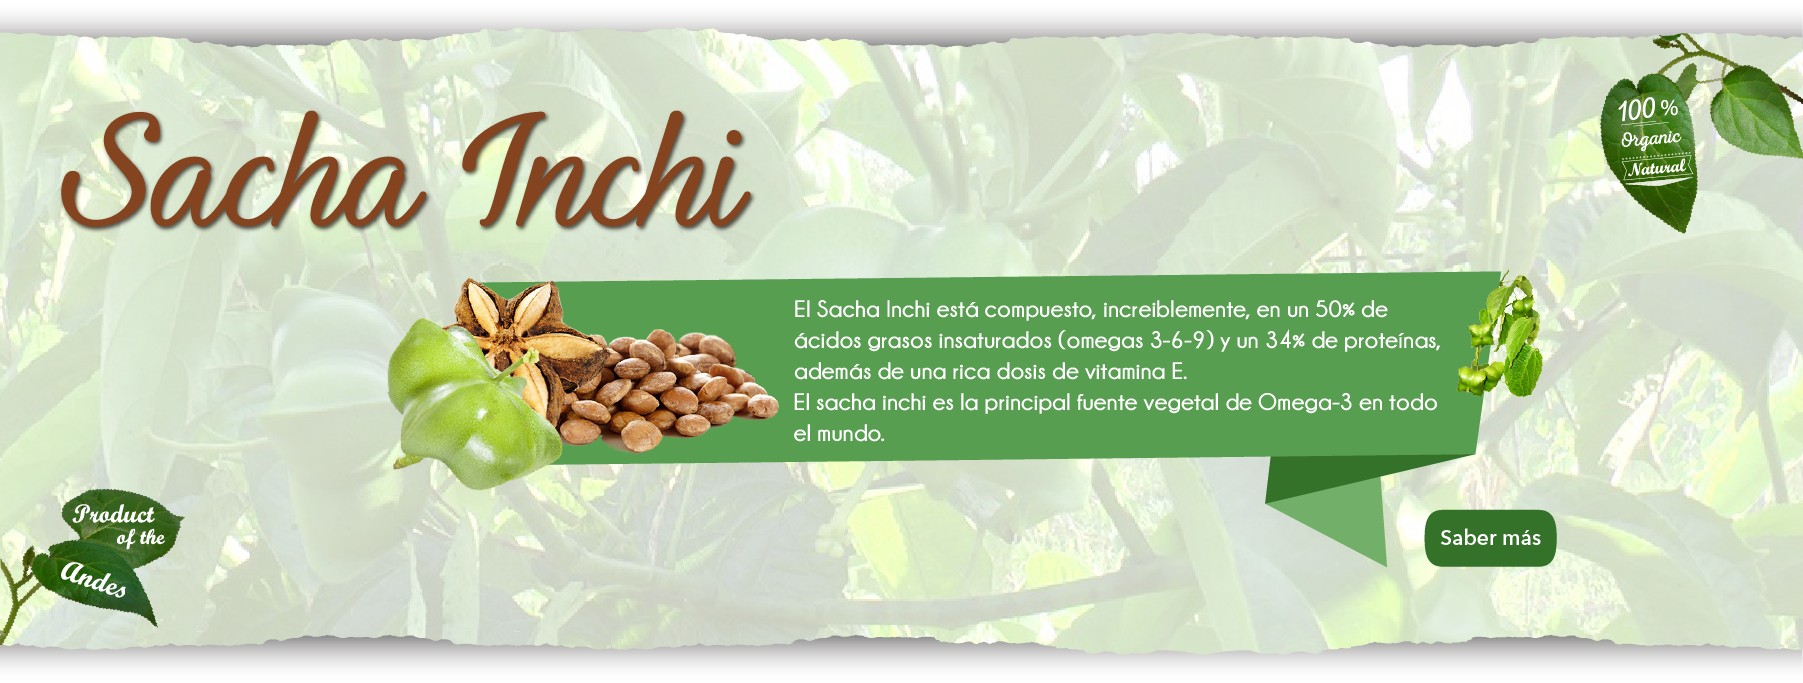 Sacha Inchi
100 %
Organic
Natural
El Sacha Inchi está compuesto, increiblemente, en un 50% de
ácidos grasos insaturados (omegas 3-6-9) y un 34% de proteínas,
además de una rica dosis de vitamina E.
El sacha inchi es la principal fuente vegetal de Omega-3 en todo
el mundo.
Product
of the
Andes
Saber más